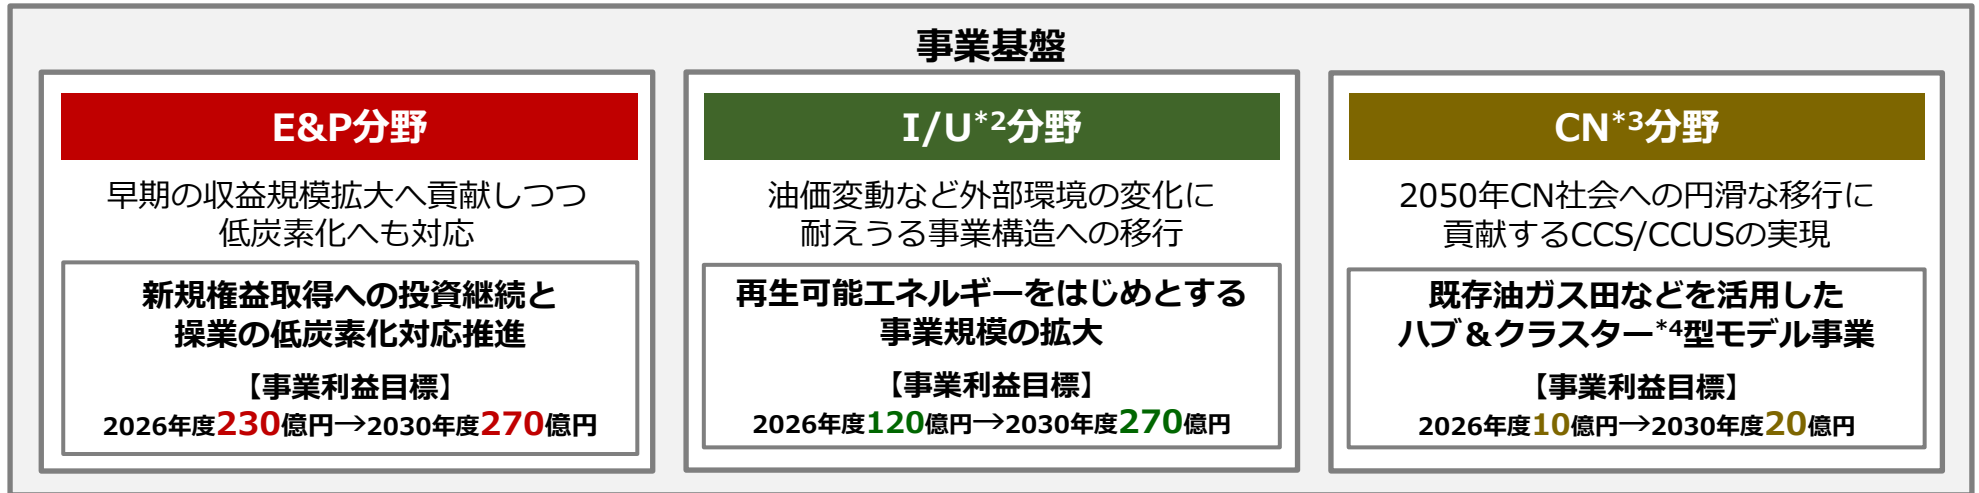 事業基盤
E&P分野
早期の収益規模拡大へ貢献しつつ
低炭素化へも対応
新規権益取得への投資継続と
操業の低炭素化対応推進
【事業利益目標】
2026年度230億円→2030年度270億円
I/U*2分野
油価変動など外部環境の変化に
耐えうる事業構造への移行
再生可能エネルギーをはじめとする
事業規模の拡大
【事業利益目標】
2026年度120億円→2030年度270億円
CN*3分野
2050年CN社会への円滑な移行に
貢献するCCS/CCUSの実現
既存油ガス田などを活用した
ハブ＆クラスター*4型モデル事業
【事業利益目標】
2026年度10億円→2030年度20億円